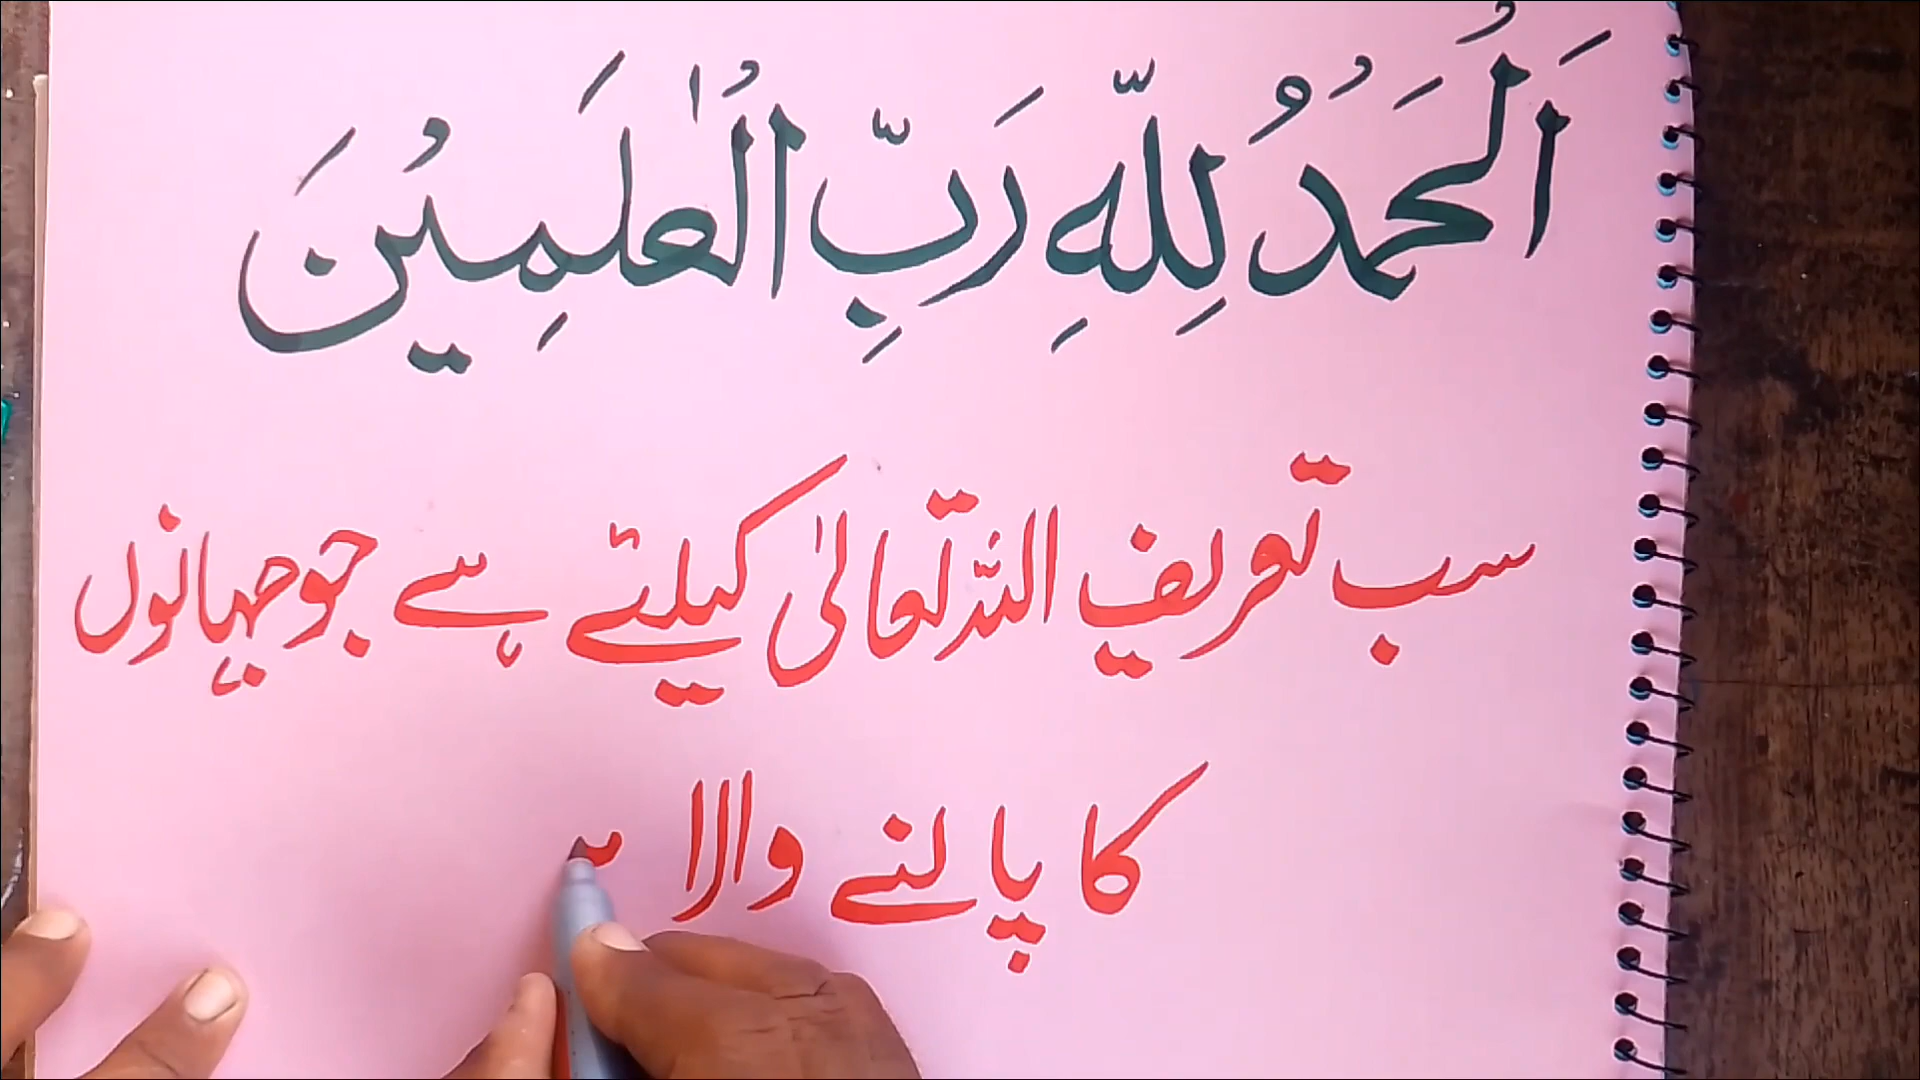 اَلْحَمْدُ لِلّٰهِ رَبِّ الْعٰلَمِيْنَ
سب تعریف اللہ تعالیٰ کیلئے ہے جو جہانوں
کا پالنے والا